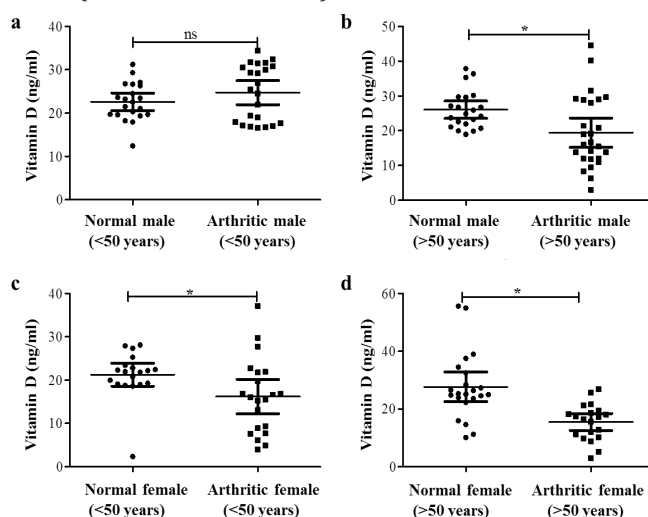 a
ns
40
30
20
10
0
Vitamin D (ng/ml)
Normal male
(<50 years)
Arthritic male
(<50 years)
b
*
50
40
30
20
10
0
Vitamin D (ng/ml)
Normal male
(>50 years)
Arthritic male
(>50 years)
c
*
40
30
20
10
0
Vitamin D (ng/ml)
Normal female
(<50 years)
Arthritic female
(<50 years)
d
*
60
40
20
0
Vitamin D (ng/ml)
Normal female
(>50 years)
Arthritic female
(>50 years)